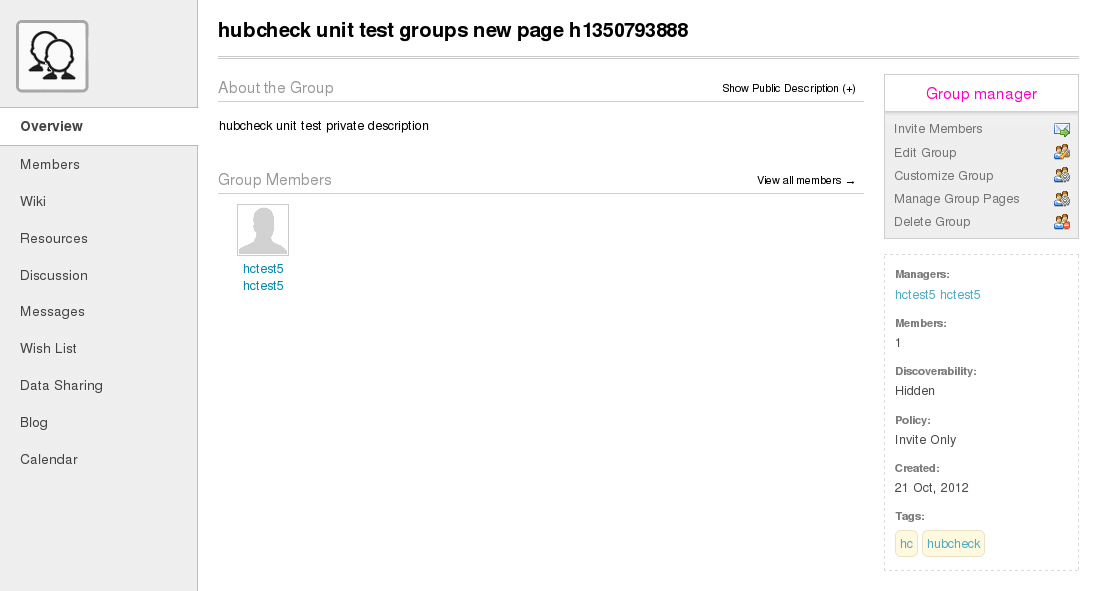 hubcheck unit test groups new page h1350793888
Overview
Members
Wiki
Resources
Discussion
Messages
Wish List
Data Sharing
Blog
Calendar
About the Group
Show Public Description (+)
hubcheck unit test private description
Group Members
View all members →
hctest5
hctest5
Group manager
Invite Members
Edit Group
Customize Group
Manage Group Pages
Delete Group
Managers:
hctest5 hctest5
Members:
1
Discoverability:
Hidden
Policy:
Invite Only
Created:
21 Oct, 2012
Tags:
hc hubcheck